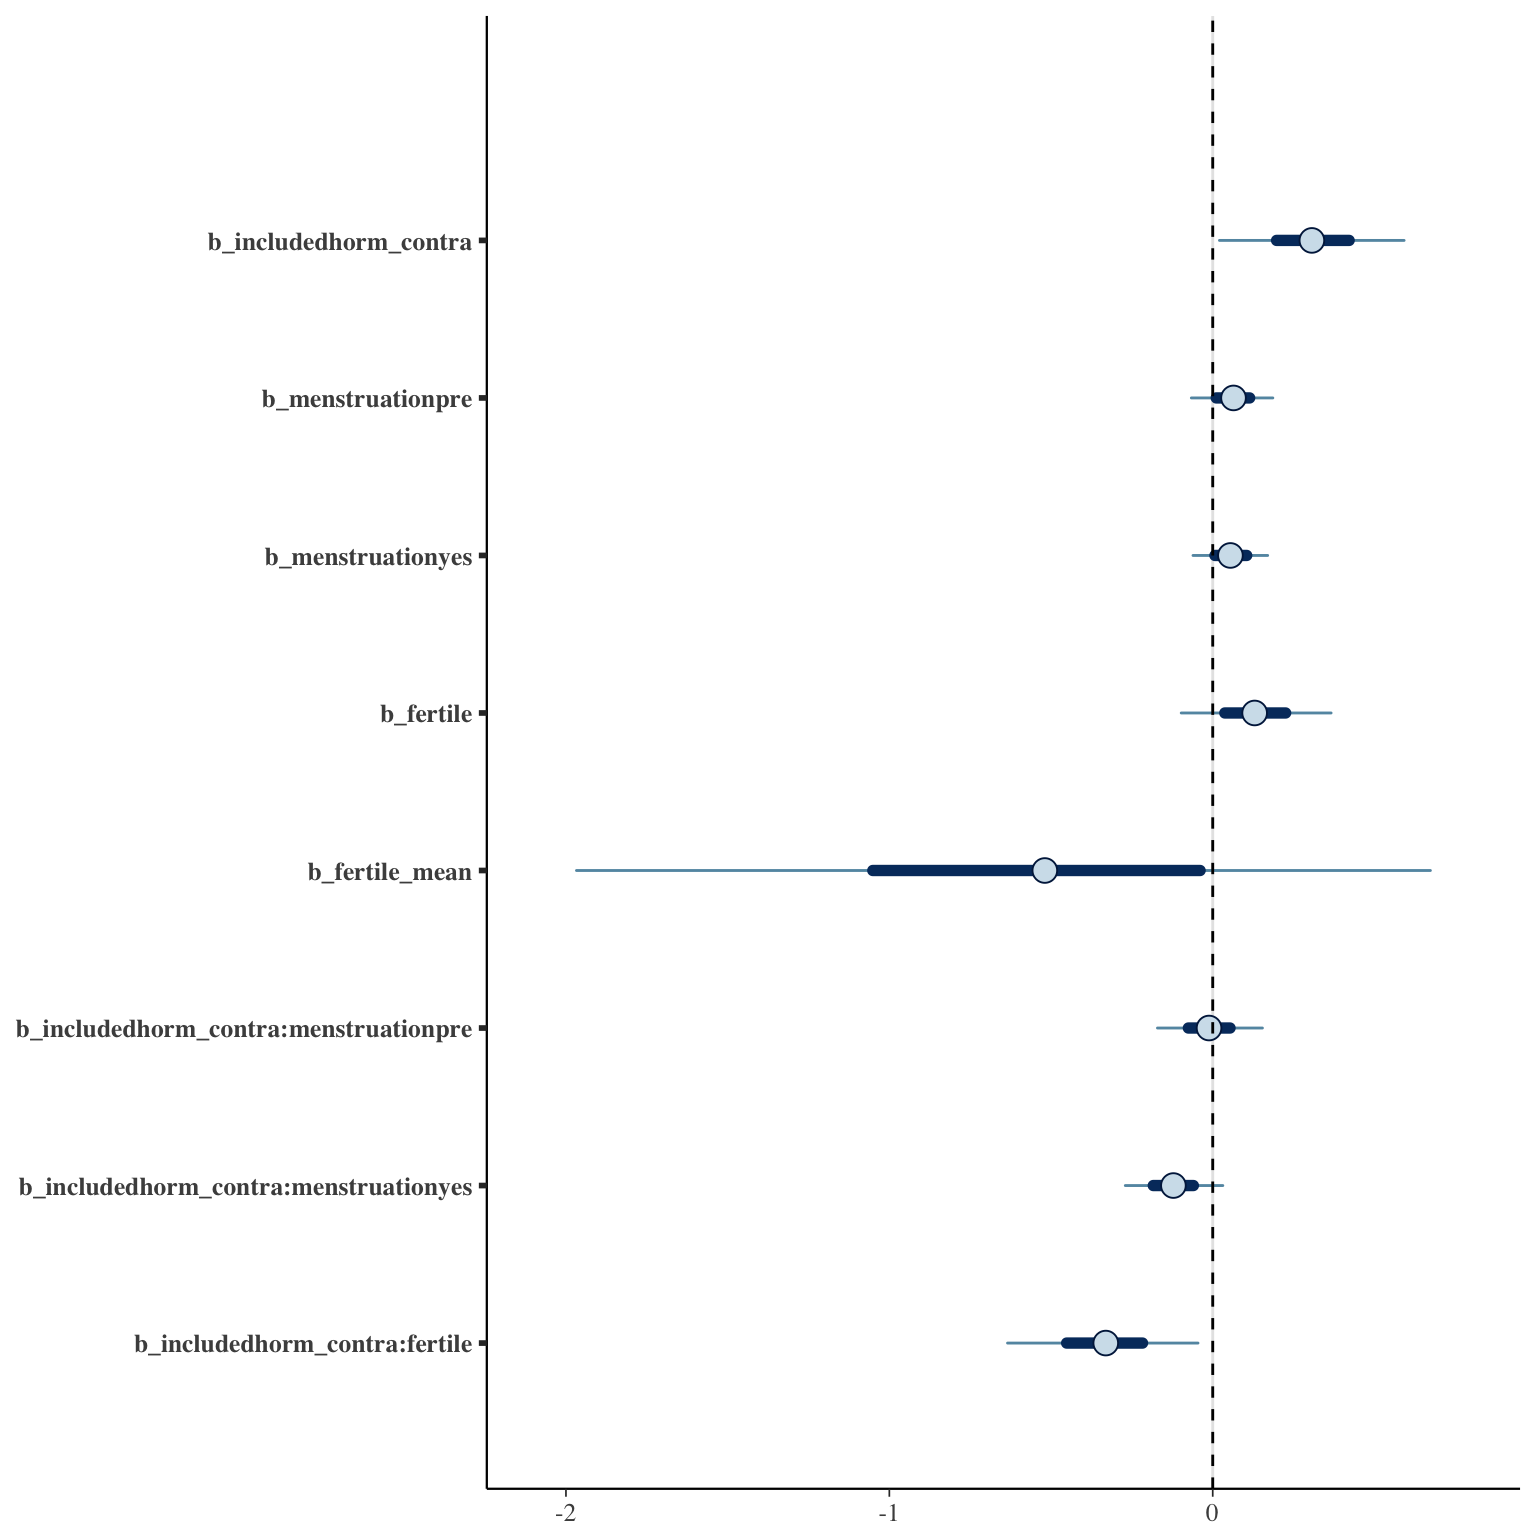 b_includedhorm_contra
b_menstruationpre
b_menstruationyes
b_fertile
b_fertile_mean
b_includedhorm_contra:menstruationpre
b_includedhorm_contra:menstruationyes
b_includedhorm_contra:fertile
-2 -1 0